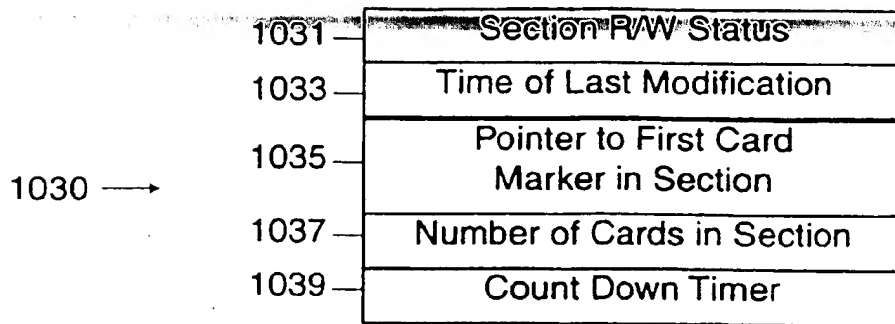 1031 Section R/W Status
1033 Time of Last Modification
1035 Pointer to First Card
Marker in Section
1030
1037 Number of Cards in Section
1039 Count Down Timer